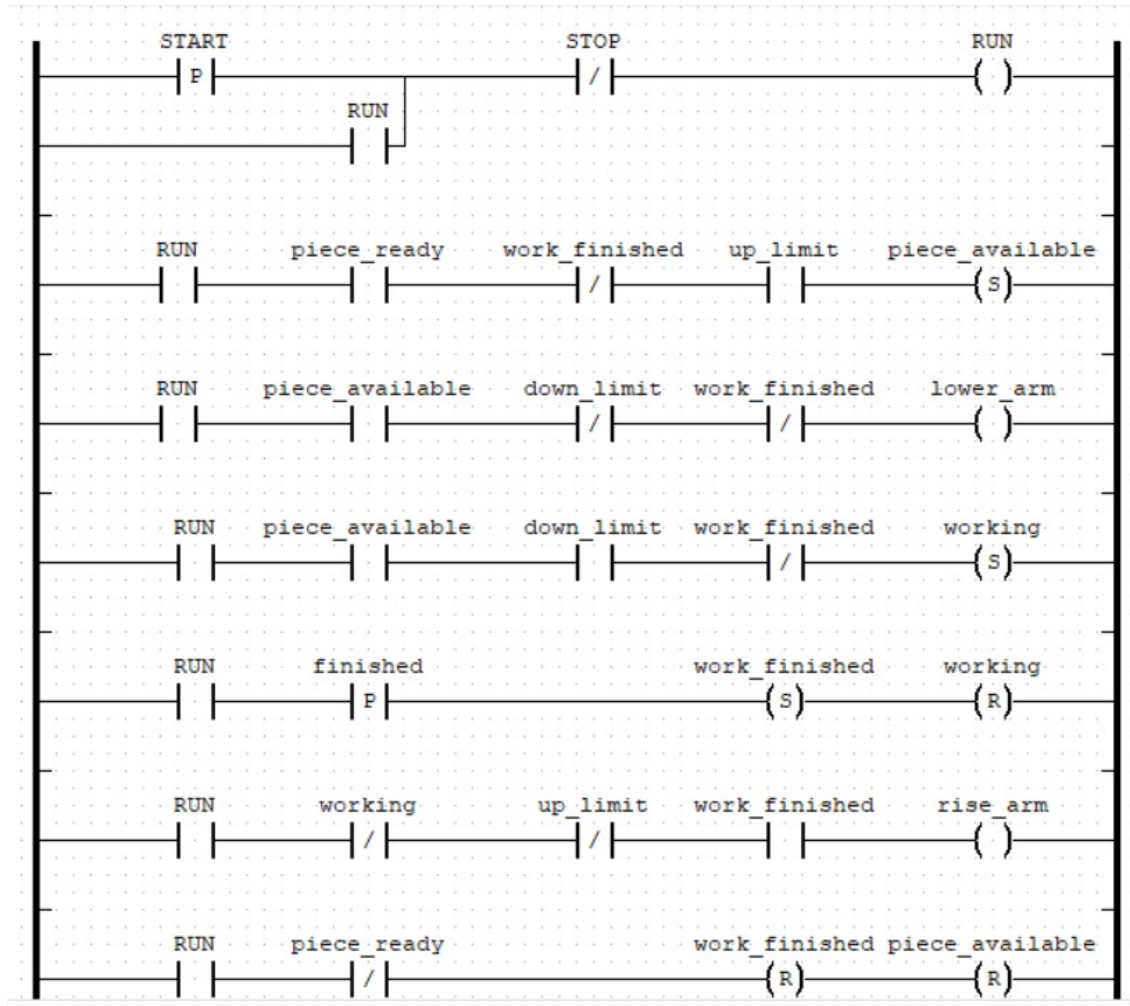 START STOP RUN
P / ( )
RUN
RUN piece_ready work_finished up_limit piece_available
/ (S)
RUN piece_available down_limit work_finished lower_arm
/ / ( )
RUN piece_available down_limit work_finished working
/ (S)
RUN finished work_finished working
P (S) (R)
RUN working up_limit work_finished rise_arm
/ / ( )
RUN piece_ready work_finished piece_available
/ (R) (R)